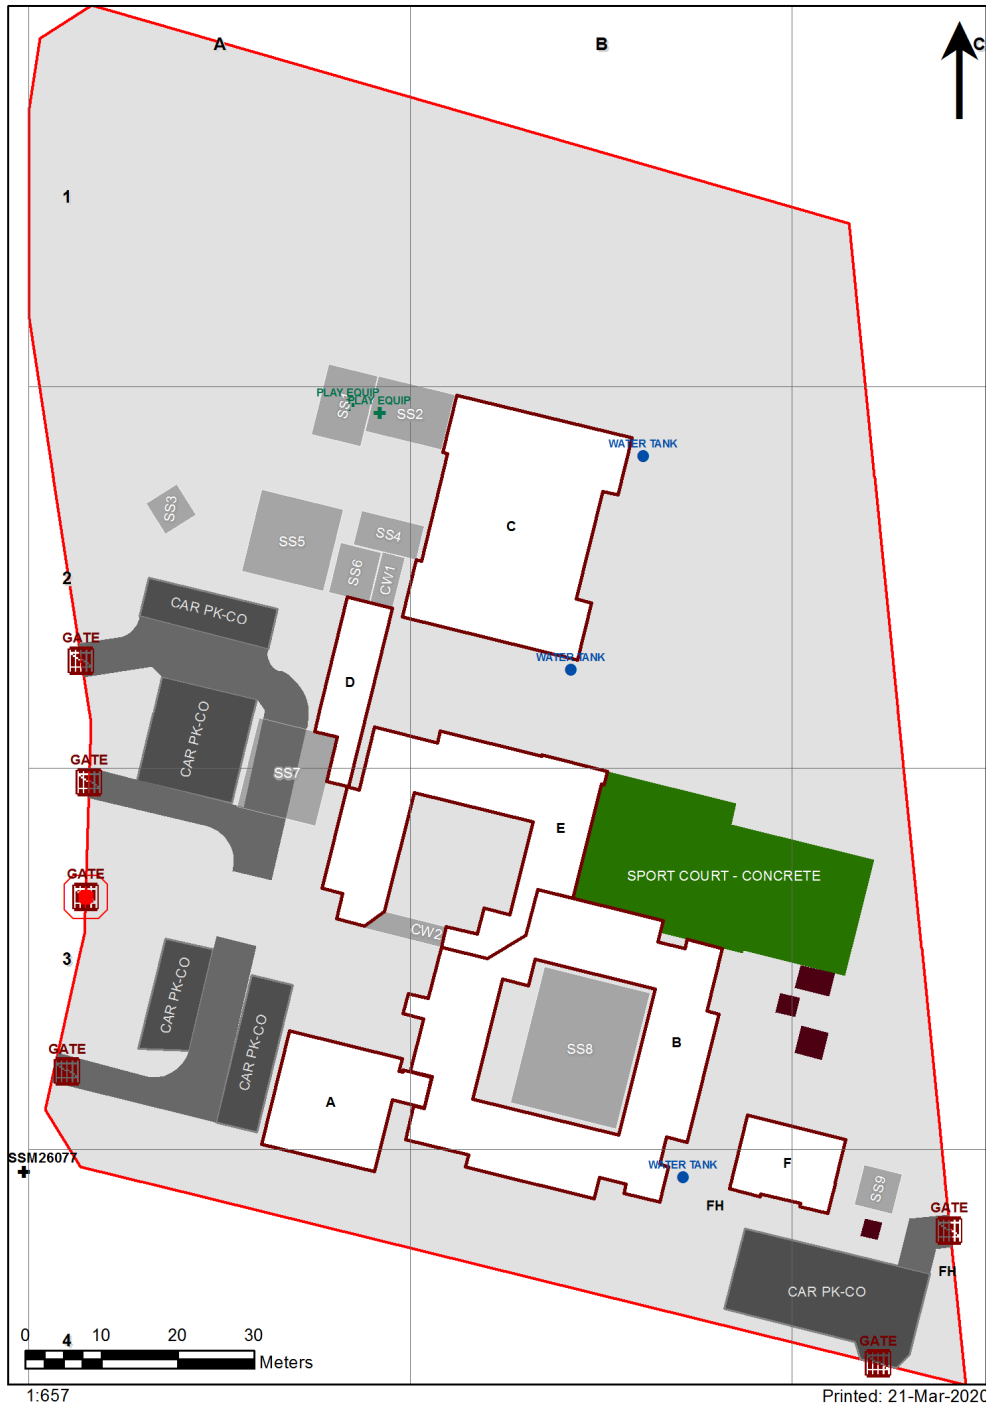 A
B
C
1
PLAY EQUIP
PLAY EQUIP
SS1
SS2
WATER TANK
SS3
C
SS4
SS5
SS6
CW1
2
CAR PK-CO
GATE
WATER TANK
D
CAR PK-CO
GATE
SS7
E
GATE
SPORT COURT - CONCRETE
CW2
3
CAR PK-CO
CAR PK-CO
GATE
SS8
B
A
SSM26077
WATER TANK
F
SS9
FH
GATE
FH
CAR PK-CO
GATE
4
0 10 20 30
Meters
1:657
Printed: 21-Mar-2020